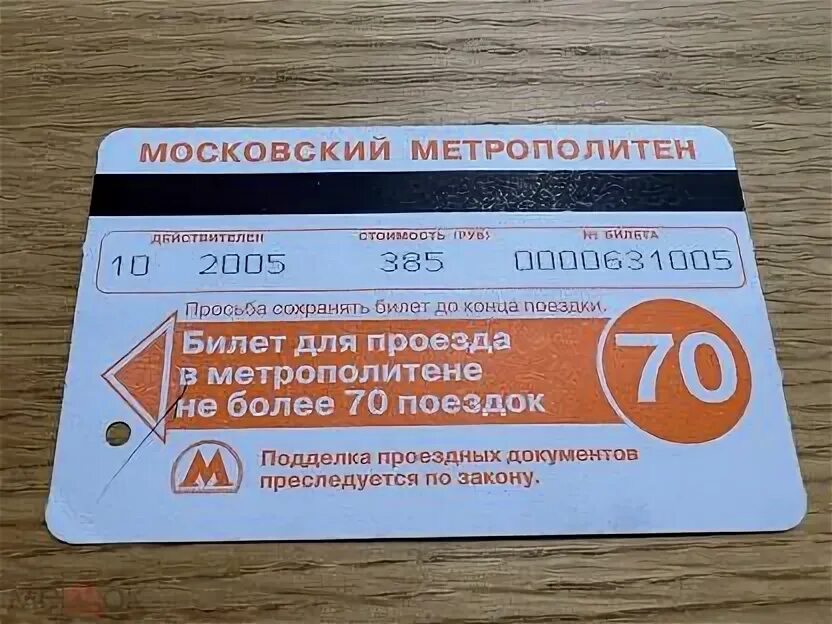 МОСКОВСКИЙ МЕТРОПОЛИТЕН
ДЕЙСТВИТЕЛЕН СТОИМОСТЬ (РУБ) № БИЛЕТА
10 2005 385 0000631005
Просьба сохранять билет до конца поездки.
Билет для проезда
в метрополитене
не более 70 поездок
70
М
Подделка проездных документов
преследуется по закону.